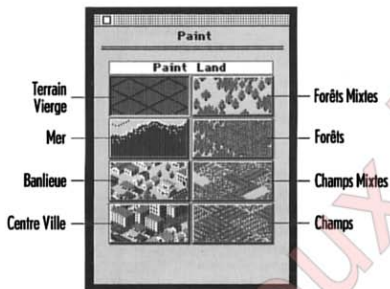 Paint
Paint Land
Terrain
Vierge
Forêts Mixtes
Mer
Forêts
Banlieue
Champs Mixtes
Centre Ville
Champs